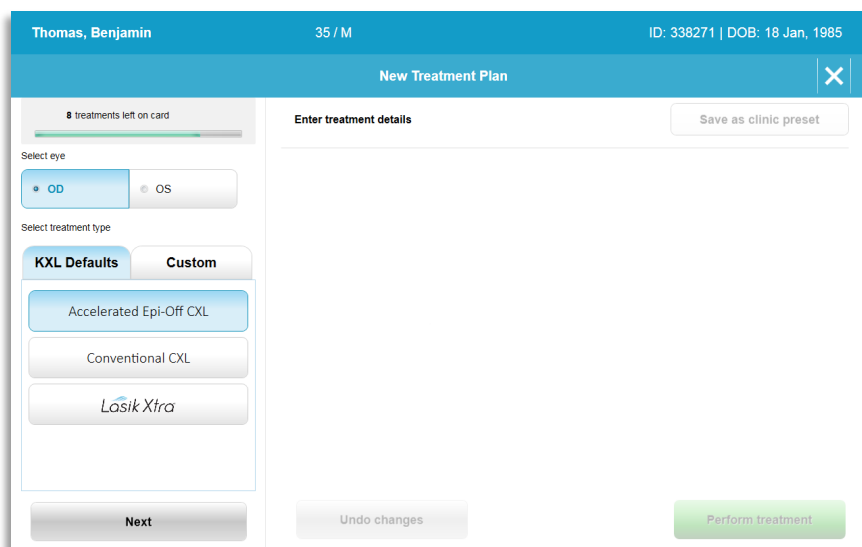 Thomas, Benjamin 35 / M ID: 338271 | DOB: 18 Jan, 1985
New Treatment Plan
8 treatments left on card
Enter treatment details
Save as clinic preset
Select eye
OD
OS
Select treatment type
KXL Defaults
Custom
Accelerated Epi-Off CXL
Conventional CXL
Lasik Xtra
Next
Undo changes
Perform treatment